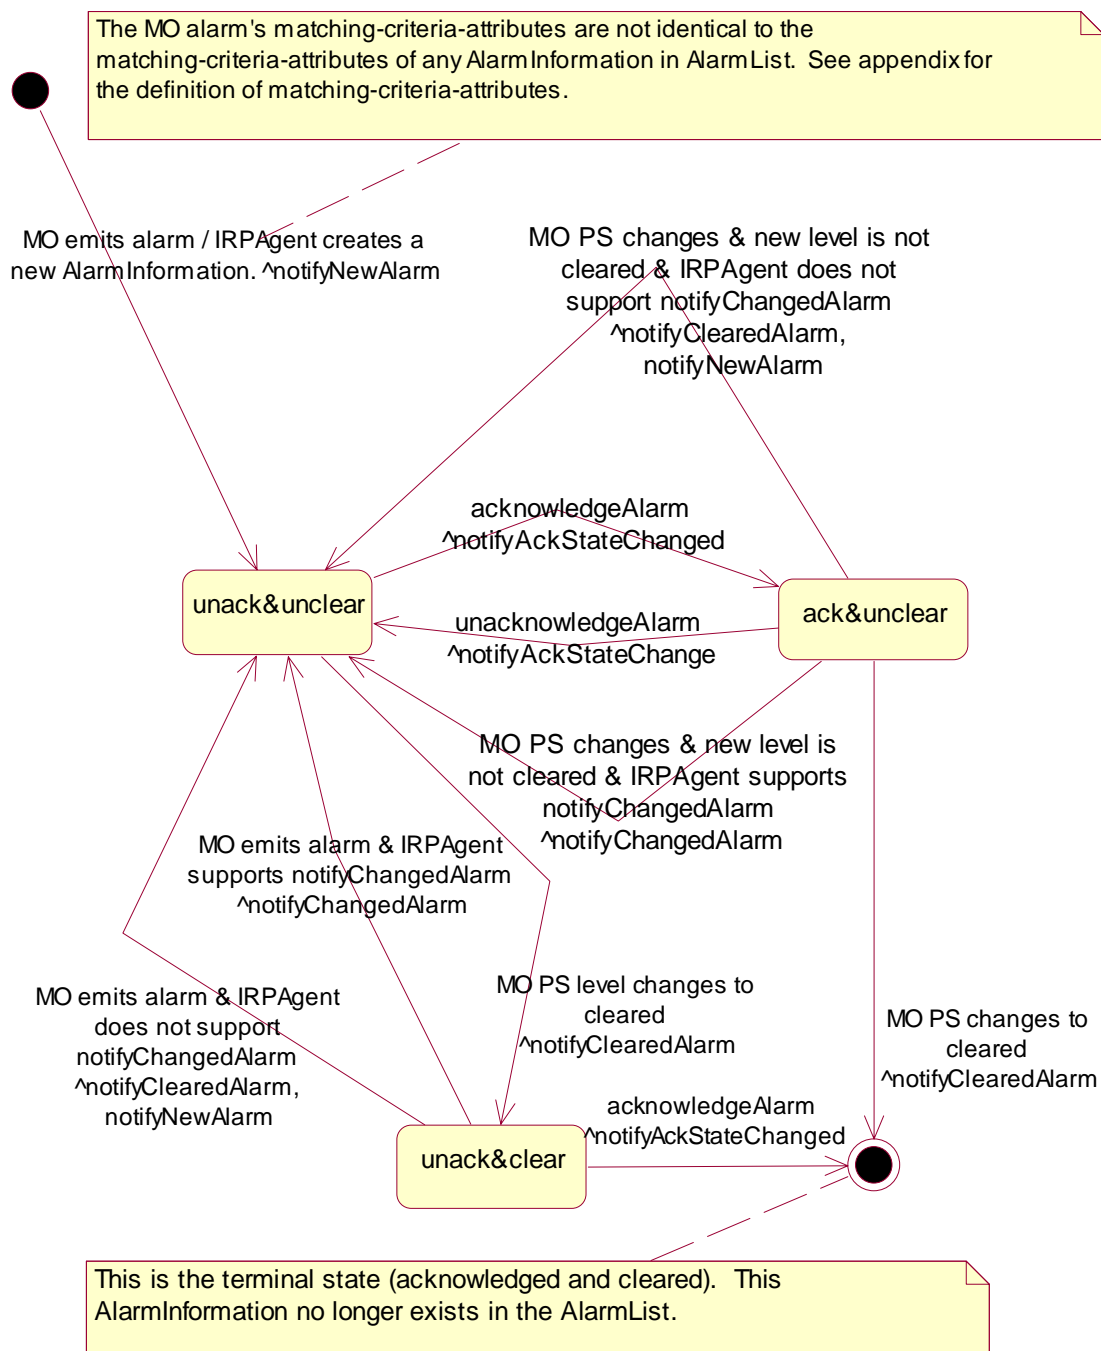 The MO alarm's matching-criteria-attributes are not identical to the
matching-criteria-attributes of any AlarmInformation in AlarmList. See appendix for
the definition of matching-criteria-attributes.
MO emits alarm / IRPAgent creates a
new AlarmInformation. ^notifyNewAlarm
MO PS changes & new level is not
cleared & IRPAgent does not
support notifyChangedAlarm
^notifyClearedAlarm,
notifyNewAlarm
acknowledgeAlarm
^notifyAckStateChanged
unack&unclear
ack&unclear
unacknowledgeAlarm
^notifyAckStateChange
MO PS changes & new level is
not cleared & IRPAgent supports
notifyChangedAlarm
^notifyChangedAlarm
MO emits alarm & IRPAgent
supports notifyChangedAlarm
^notifyChangedAlarm
MO emits alarm & IRPAgent
does not support
notifyChangedAlarm
^notifyClearedAlarm,
notifyNewAlarm
MO PS level changes to
cleared
^notifyClearedAlarm
MO PS changes to
cleared
^notifyClearedAlarm
acknowledgeAlarm
^notifyAckStateChanged
unack&clear
This is the terminal state (acknowledged and cleared). This
AlarmInformation no longer exists in the AlarmList.